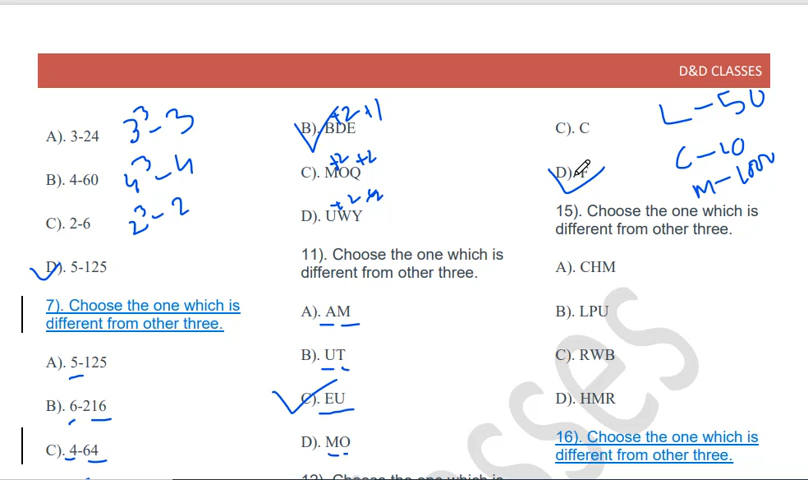 D&D CLASSES
A). 3-24 3³ - 3
B). 4-60 4³ - 4
C). 2-6 2³ - 2
D). 5-125
7). Choose the one which is
different from other three.
A). 5-125
B). 6-216
C). 4-64
+2 +1
B). BDE
+2 +2
C). MOQ
+2 +2
D). UWY
11). Choose the one which is
different from other three.
A). AM
B). UT
C). EU
D). MO
L - 50
C). C
C - 10
D)
M - 1000
15). Choose the one which is
different from other three.
A). CHM
B). LPU
C). RWB
D). HMR
16). Choose the one which is
different from other three.
sses